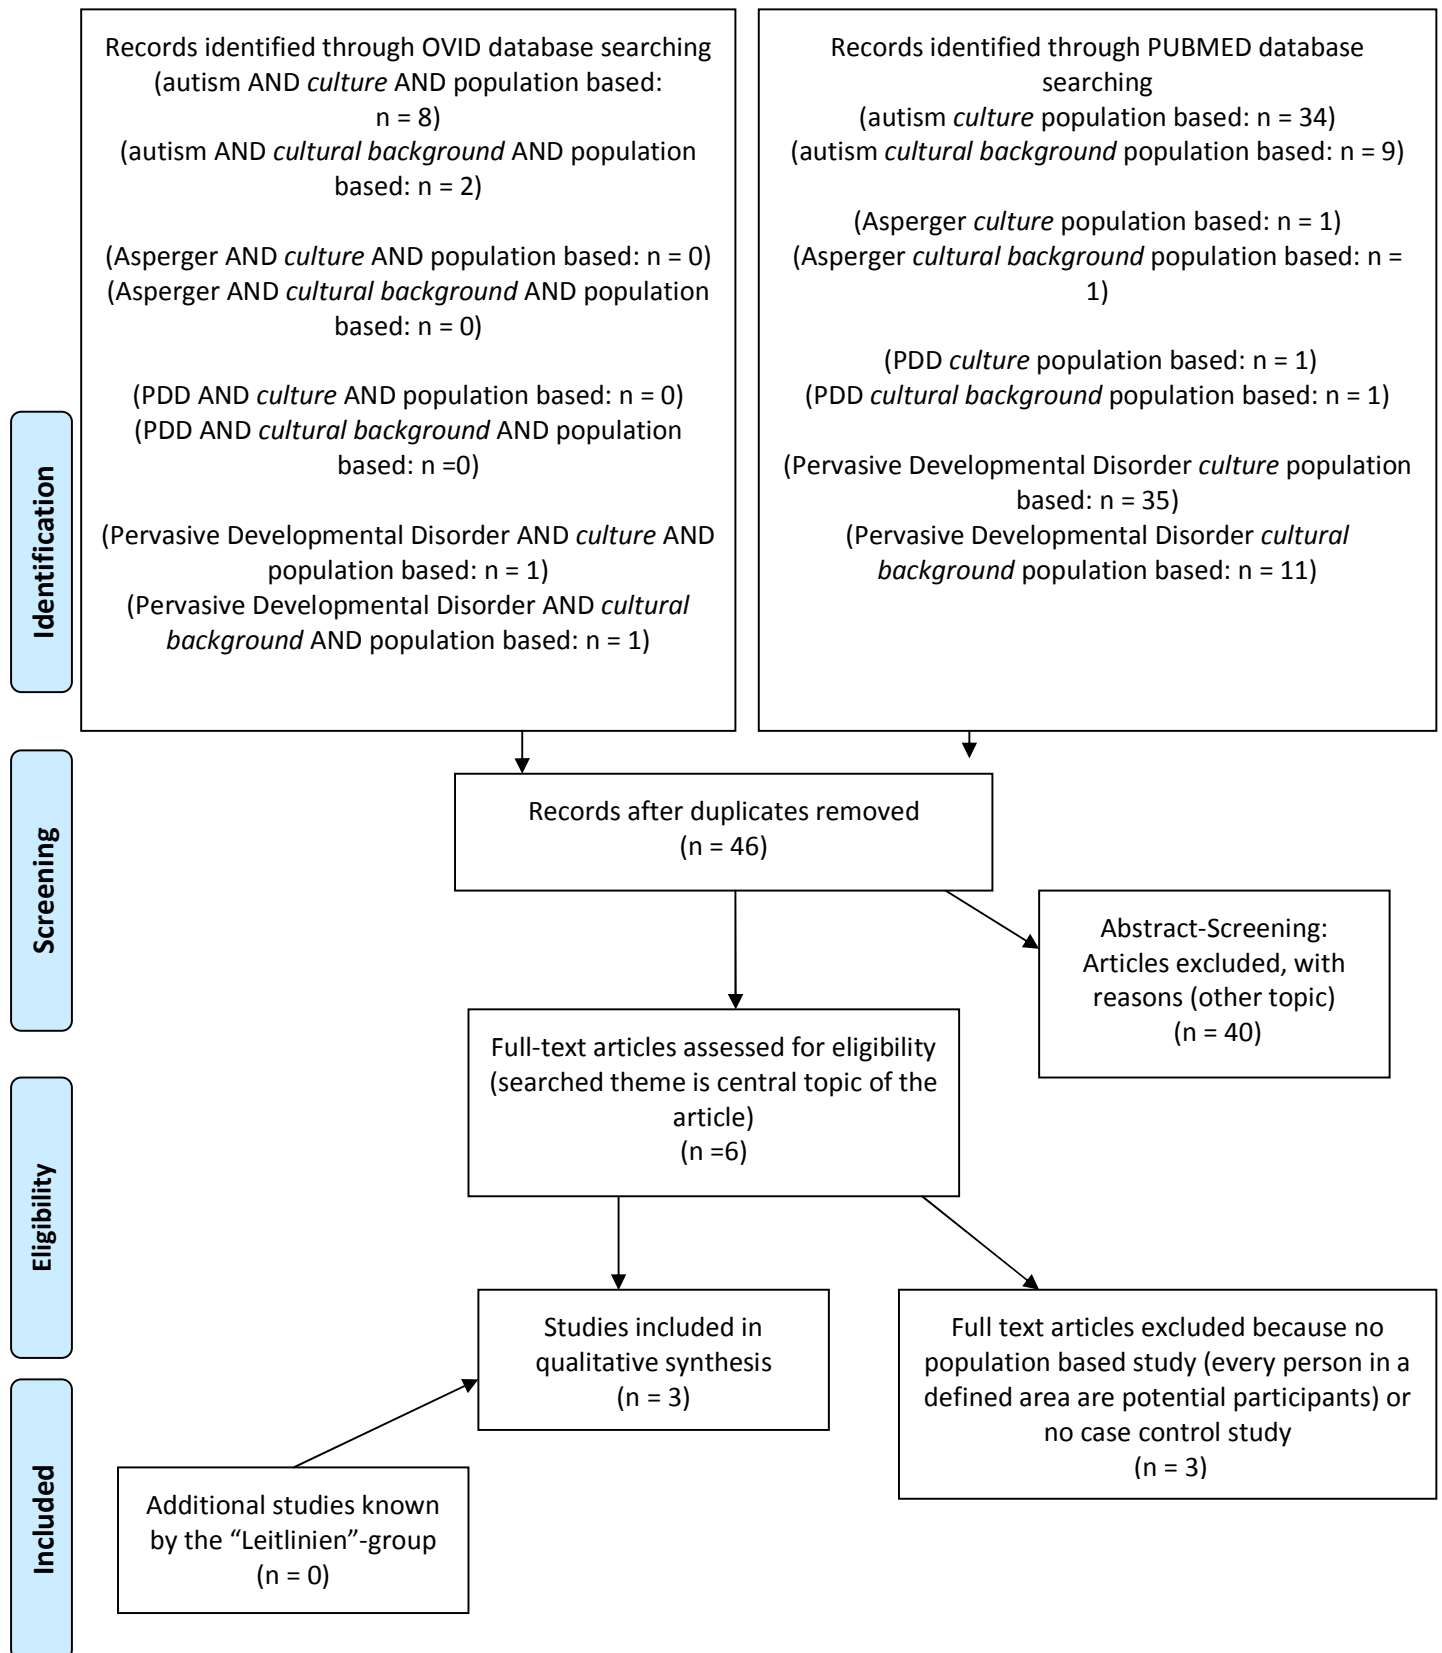 Records identified through OVID database searching
(autism AND culture AND population based:
n = 8)
(autism AND cultural background AND population
based: n = 2)
(Asperger AND culture AND population based: n = 0)
(Asperger AND cultural background AND population
based: n = 0)
(PDD AND culture AND population based: n = 0)
(PDD AND cultural background AND population
based: n =0)
(Pervasive Developmental Disorder AND culture AND
population based: n = 1)
(Pervasive Developmental Disorder AND cultural
background AND population based: n = 1)
Records identified through PUBMED database
searching
(autism culture population based: n = 34)
(autism cultural background population based: n = 9)
(Asperger culture population based: n = 1)
(Asperger cultural background population based: n =
1)
(PDD culture population based: n = 1)
(PDD cultural background population based: n = 1)
(Pervasive Developmental Disorder culture population
based: n = 35)
(Pervasive Developmental Disorder cultural
background population based: n = 11)
Identification
Screening
Records after duplicates removed
(n = 46)
Abstract-Screening:
Articles excluded, with
reasons (other topic)
(n = 40)
Eligibility
Full-text articles assessed for eligibility
(searched theme is central topic of the
article)
(n =6)
Studies included in
qualitative synthesis
(n = 3)
Full text articles excluded because no
population based study (every person in a
defined area are potential participants) or
no case control study
(n = 3)
Included
Additional studies known
by the “Leitlinien”-group
(n = 0)